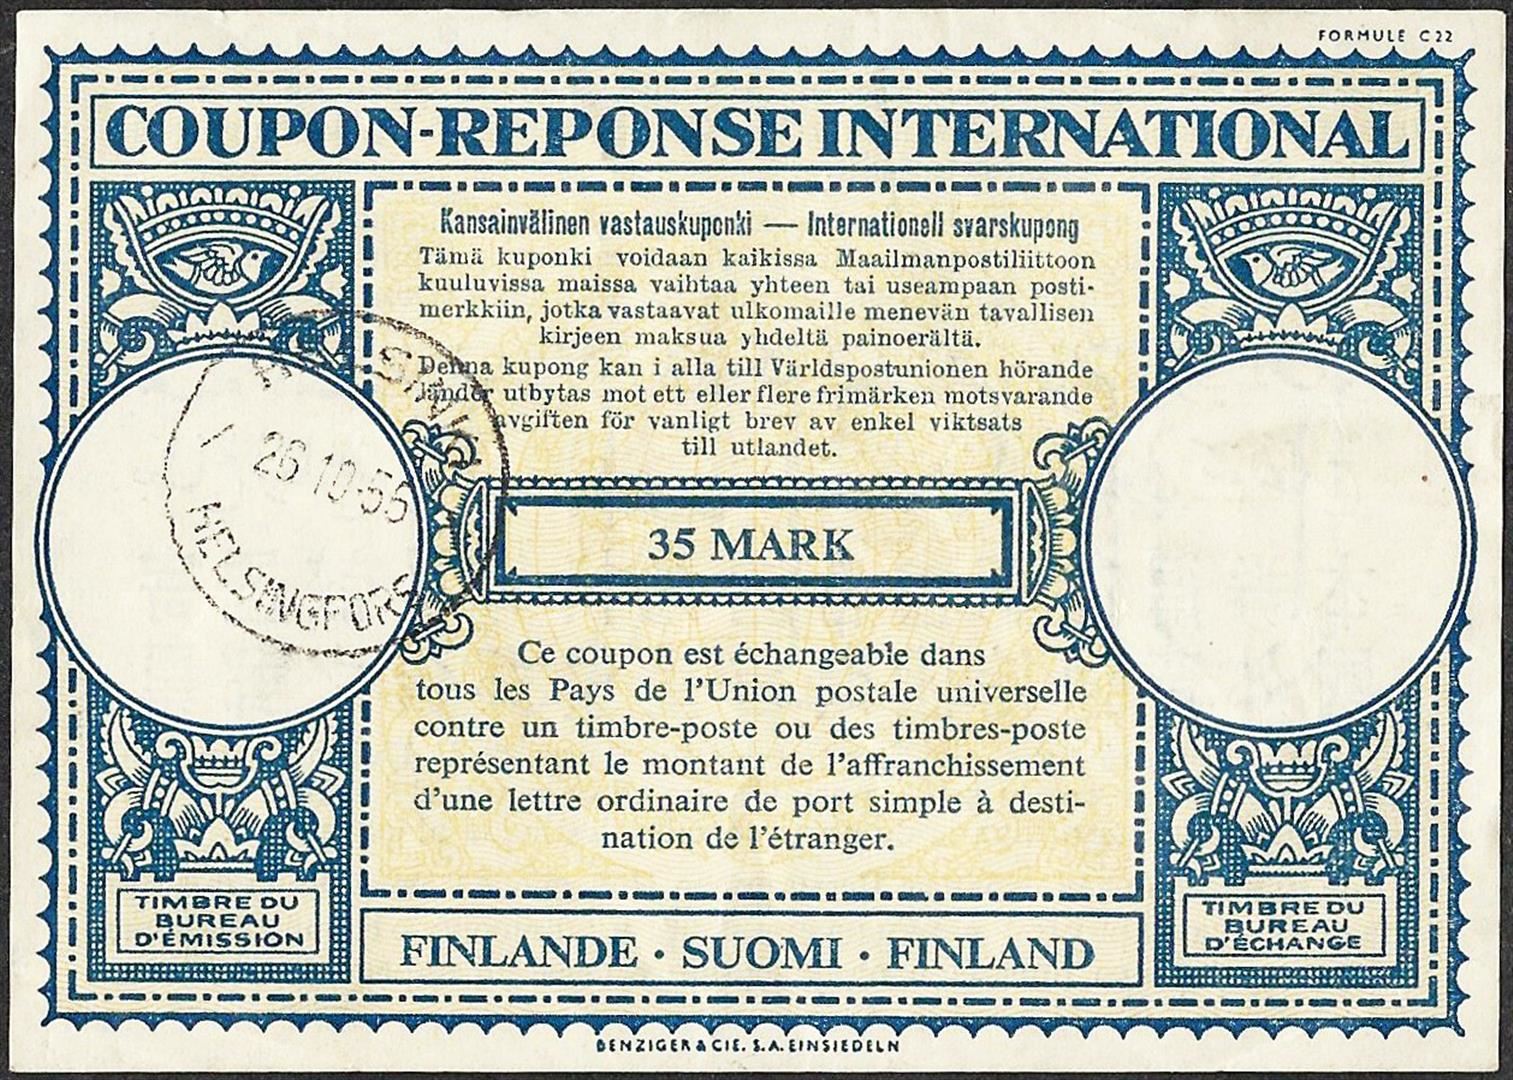 FORMULE C 22
COUPON-REPONSE INTERNATIONAL
Kansainvälinen vastauskuponki — Internationell svarskupong
Tämä kuponki voidaan kaikissa Maailmanpostiliittoon
kuuluvissa maissa vaihtaa yhteen tai useampaan posti-
merkkiin, jotka vastaavat ulkomaille menevän tavallisen
kirjeen maksua yhdeltä painoerältä.
Denna kupong kan i alla till Världspostunionen hörande
länder utbytas mot ett eller flere frimärken motsvarande
avgiften för vanligt brev av enkel viktsats
till utlandet.
HELSINKI
26.10.55
HELSINGFORS
35 MARK
Ce coupon est échangeable dans
tous les Pays de l'Union postale universelle
contre un timbre-poste ou des timbres-poste
représentant le montant de l'affranchissement
d'une lettre ordinaire de port simple à desti-
nation de l'étranger.
TIMBRE DU
BUREAU
D'ÉMISSION
FINLANDE · SUOMI · FINLAND
TIMBRE DU
BUREAU
D'ÉCHANGE
BENZIGER & CIE. S.A. EINSIEDELN